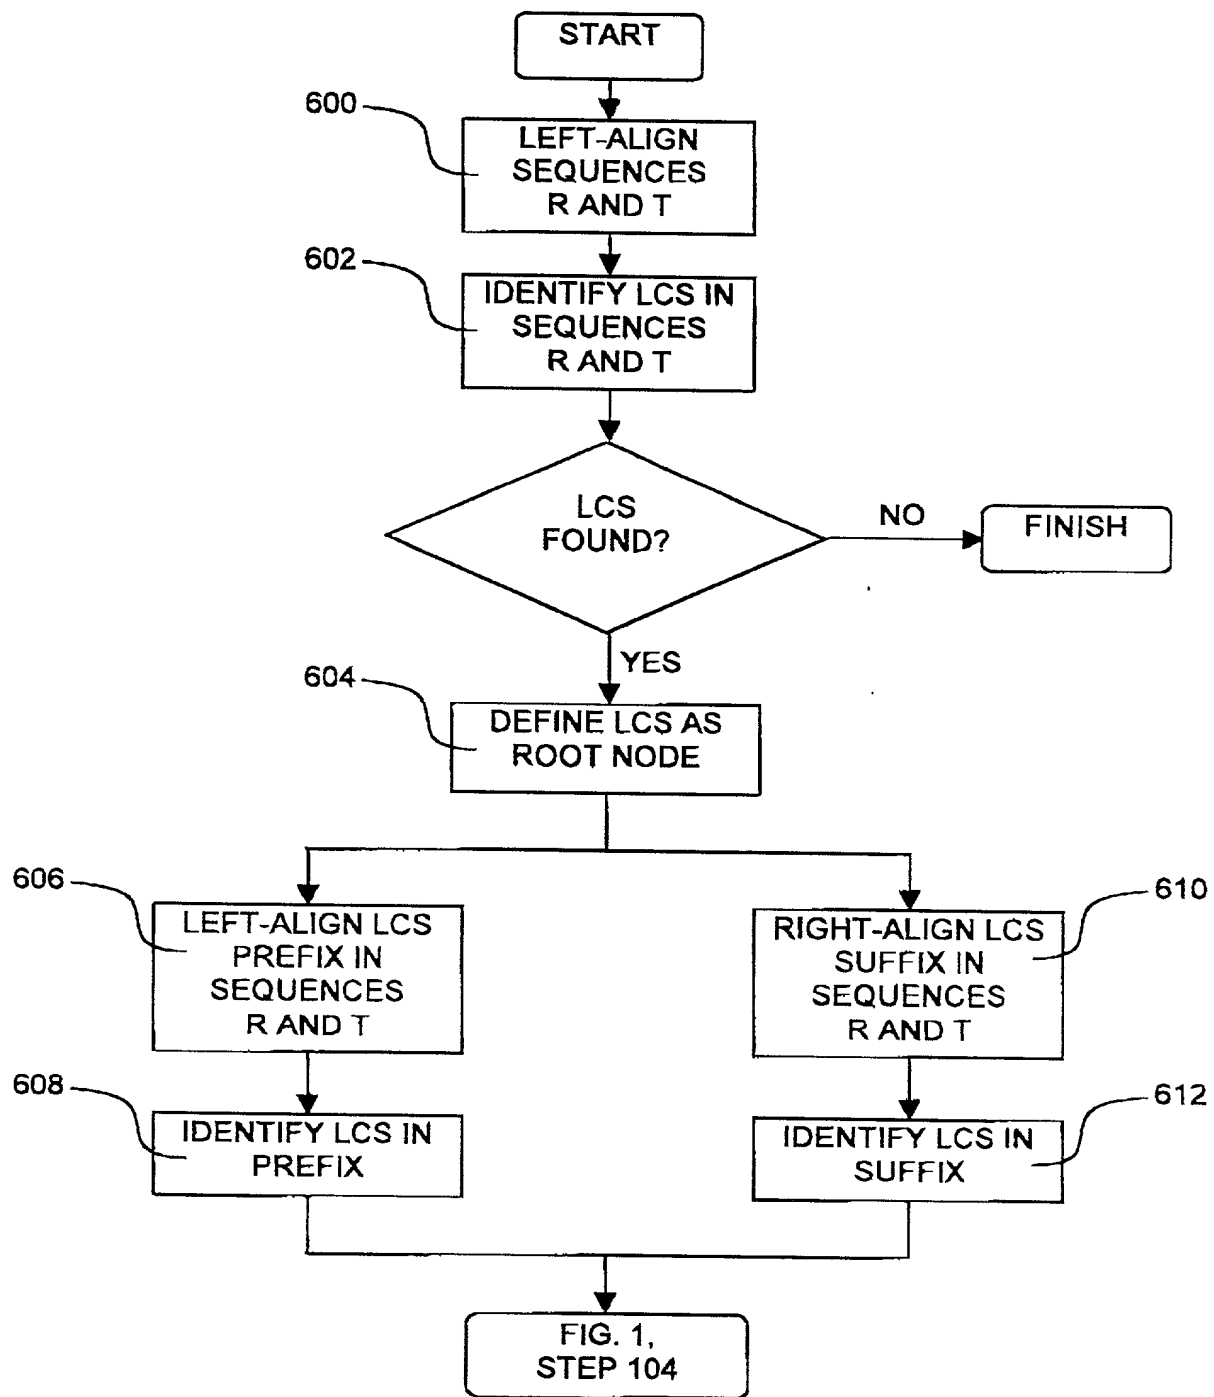 START
600
LEFT-ALIGN
SEQUENCES
R AND T
602
IDENTIFY LCS IN
SEQUENCES
R AND T
LCS
FOUND?
NO
FINISH
YES
604
DEFINE LCS AS
ROOT NODE
606
LEFT-ALIGN LCS
PREFIX IN
SEQUENCES
R AND T
610
RIGHT-ALIGN LCS
SUFFIX IN
SEQUENCES
R AND T
608
IDENTIFY LCS IN
PREFIX
612
IDENTIFY LCS IN
SUFFIX
FIG. 1,
STEP 104